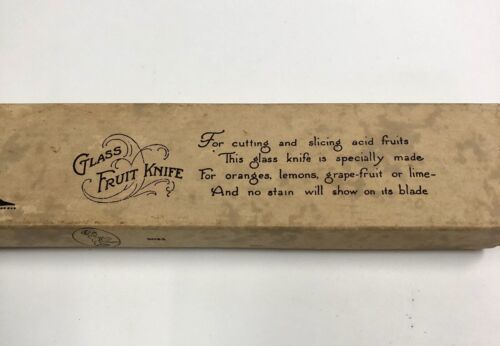 GLASS
FRUIT KNIFE
For cutting and slicing acid fruits
This glass knife is specially made
For oranges, lemons, grape-fruit or lime–
And no stain will show on its blade